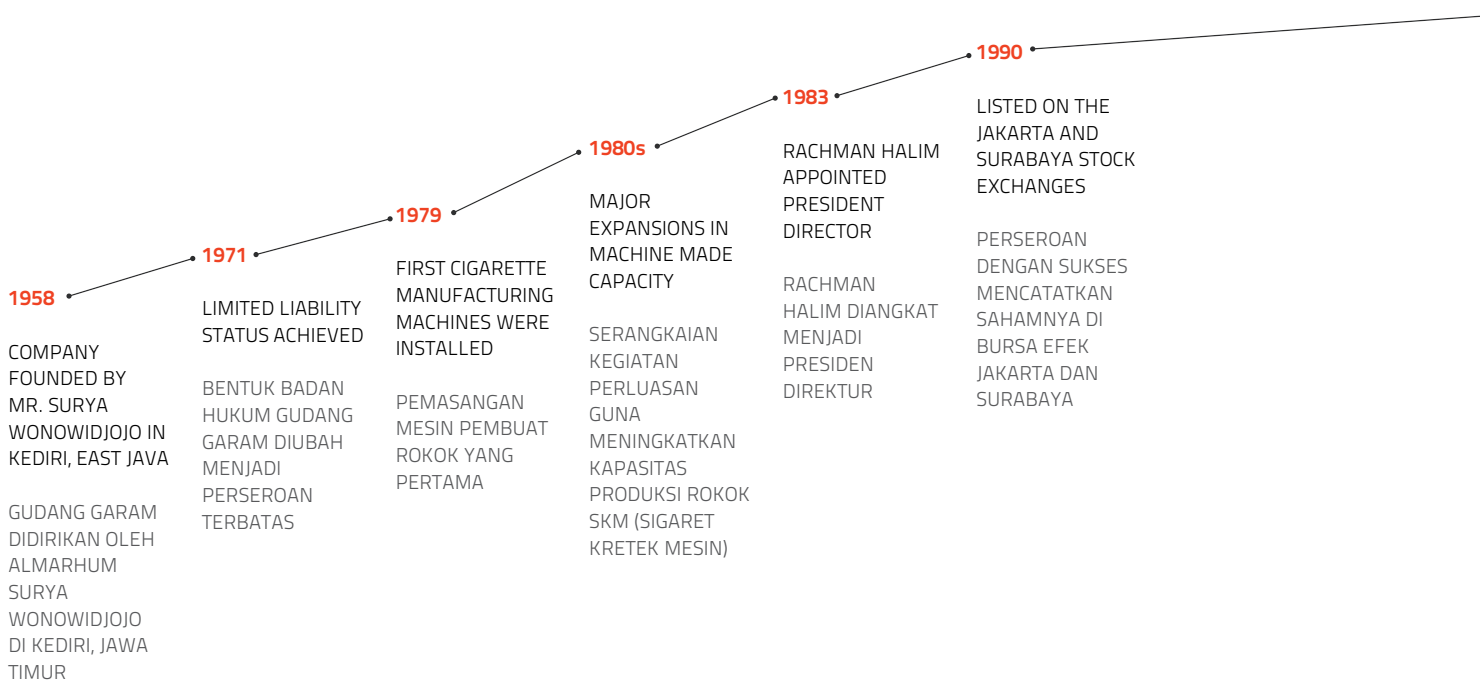 1958
COMPANY
FOUNDED BY
MR. SURYA
WONOWIDJOJO IN
KEDIRI, EAST JAVA
GUDANG GARAM
DIDIRIKAN OLEH
ALMARHUM
SURYA
WONOWIDJOJO
DI KEDIRI, JAWA
TIMUR
1971
LIMITED LIABILITY
STATUS ACHIEVED
BENTUK BADAN
HUKUM GUDANG
GARAM DIUBAH
MENJADI
PERSEROAN
TERBATAS
1979
FIRST CIGARETTE
MANUFACTURING
MACHINES WERE
INSTALLED
PEMASANGAN
MESIN PEMBUAT
ROKOK YANG
PERTAMA
1980s
MAJOR
EXPANSIONS IN
MACHINE MADE
CAPACITY
SERANGKAIAN
KEGIATAN
PERLUASAN
GUNA
MENINGKATKAN
KAPASITAS
PRODUKSI ROKOK
SKM (SIGARET
KRETEK MESIN)
1983
RACHMAN HALIM
APPOINTED
PRESIDENT
DIRECTOR
RACHMAN
HALIM DIANGKAT
MENJADI
PRESIDEN
DIREKTUR
1990
LISTED ON THE
JAKARTA AND
SURABAYA STOCK
EXCHANGES
PERSEROAN
DENGAN SUKSES
MENCATATKAN
SAHAMNYA DI
BURSA EFEK
JAKARTA DAN
SURABAYA